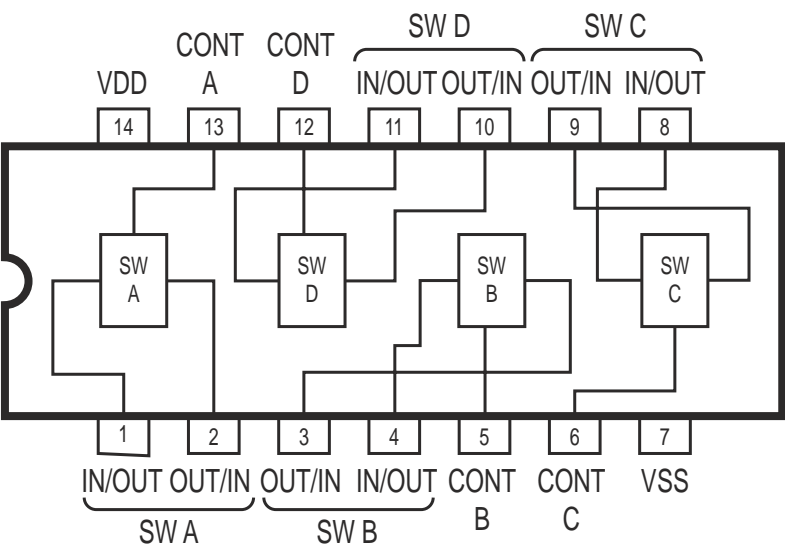 SW D SW C
CONT CONT
VDD A D IN/OUT OUT/IN OUT/IN IN/OUT
14 13 12 11 10 9 8
SW SW SW SW
A D B C
1 2 3 4 5 6 7
IN/OUT OUT/IN OUT/IN IN/OUT CONT CONT VSS
B C
SW A SW B